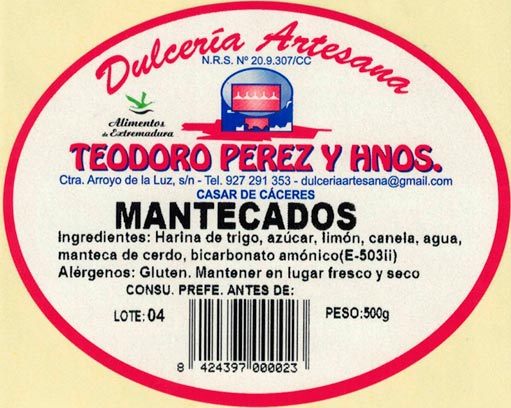 Dulcería Artesana
N.R.S. Nº 20.9.307/CC
Alimentos
de Extremadura
TEODORO PEREZ Y HNOS.
Ctra. Arroyo de la Luz, s/n - Tel. 927 291 353 - dulceriaartesana@gmail.com
CASAR DE CÁCERES
MANTECADOS
Ingredientes: Harina de trigo, azúcar, limón, canela, agua,
manteca de cerdo, bicarbonato amónico(E-503ii)
Alérgenos: Gluten. Mantener en lugar fresco y seco
CONSU. PREFE. ANTES DE:
LOTE: 04
PESO:500g
8 424397 000023